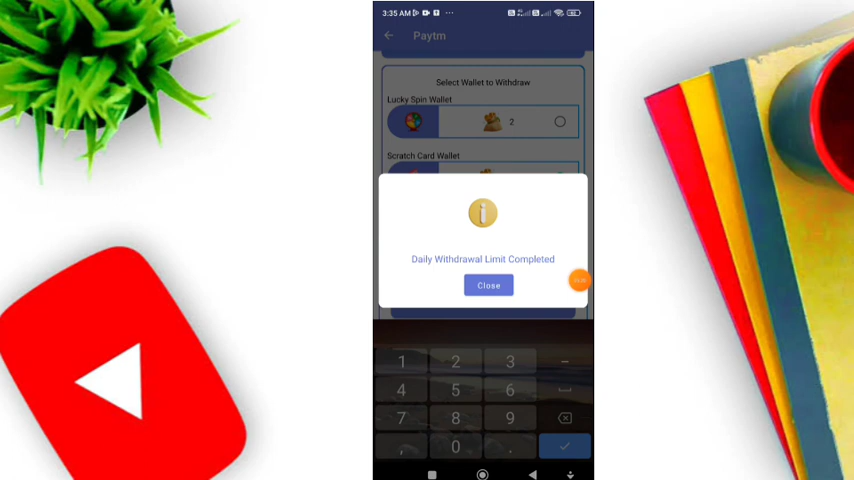 3:35 AM
Paytm
Select Wallet to Withdraw
Lucky Spin Wallet
2
Scratch Card Wallet
Daily Withdrawal Limit Completed
Close
1 2 3 -
4 5 6
7 8 9
, 0 .